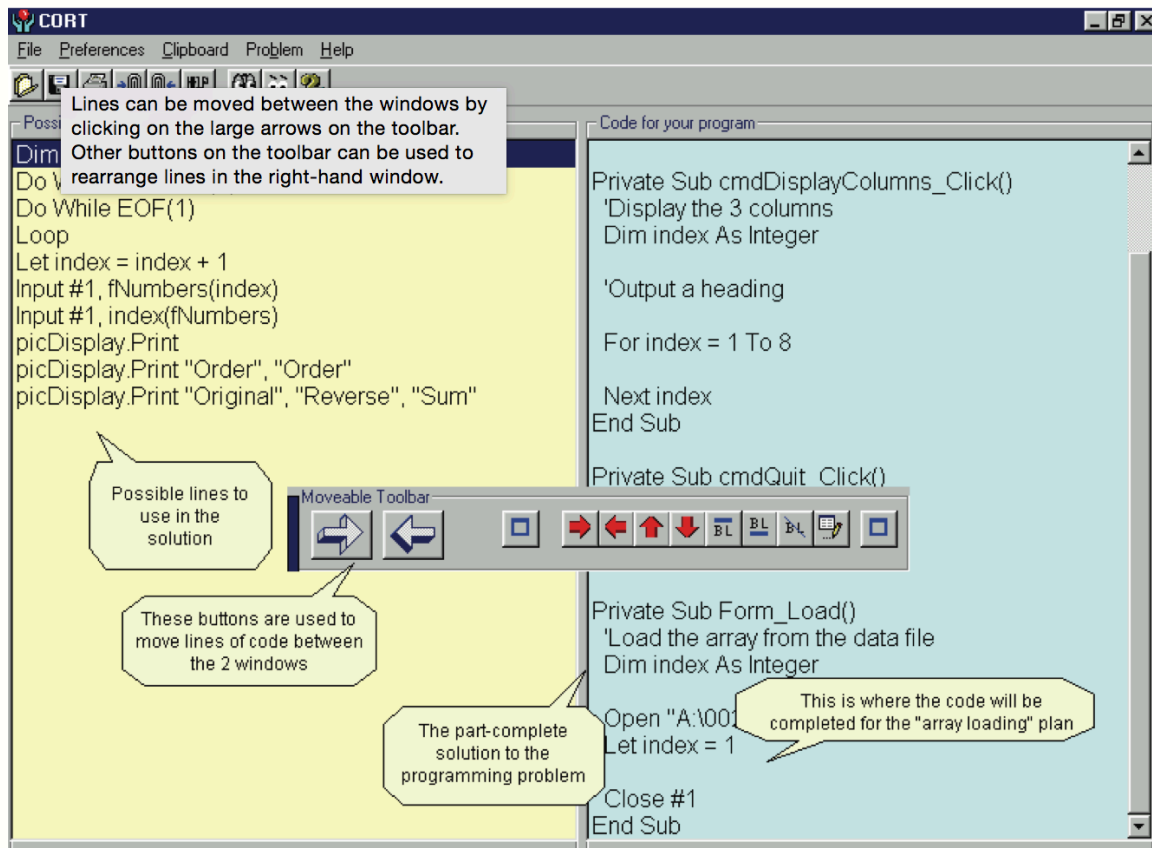 CORT
File Preferences Clipboard Problem Help
HELP
Lines can be moved between the windows by
clicking on the large arrows on the toolbar.
Other buttons on the toolbar can be used to
rearrange lines in the right-hand window.
Dim
Do
Do While EOF(1)
Loop
Let index = index + 1
Input #1, fNumbers(index)
Input #1, index(fNumbers)
picDisplay.Print
picDisplay.Print "Order", "Order"
picDisplay.Print "Original", "Reverse", "Sum"
Possible lines to
use in the
solution
Moveable Toolbar
BL BL BL
These buttons are used to
move lines of code between
the 2 windows
The part-complete
solution to the
programming problem
Code for your program
Private Sub cmdDisplayColumns_Click()
'Display the 3 columns
Dim index As Integer
'Output a heading
For index = 1 To 8
Next index
End Sub
Private Sub cmdQuit_Click()
Private Sub Form_Load()
'Load the array from the data file
Dim index As Integer
Open "A:\00
Let index = 1
Close #1
End Sub
This is where the code will be
completed for the "array loading" plan